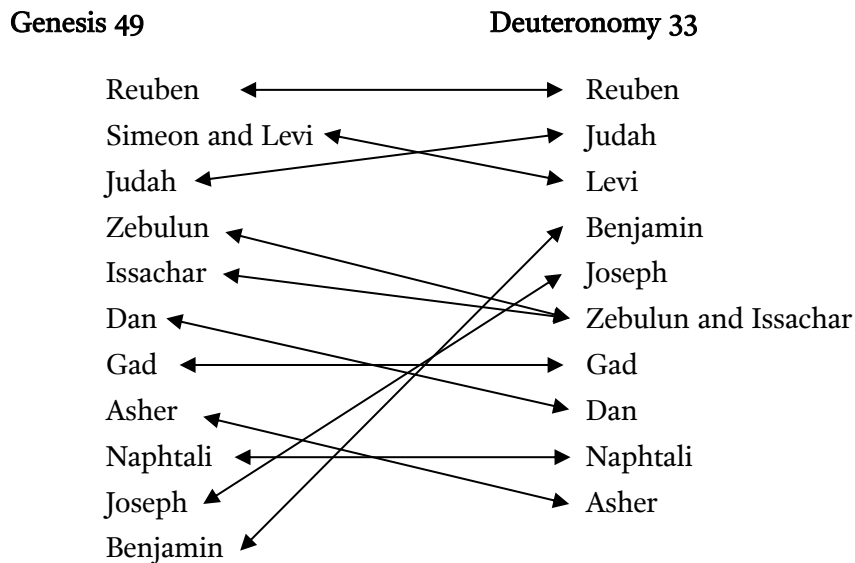 Genesis 49 Deuteronomy 33
Reuben Reuben
Simeon and Levi Judah
Judah Levi
Zebulun Benjamin
Issachar Joseph
Dan Zebulun and Issachar
Gad Gad
Asher Dan
Naphtali Naphtali
Joseph Asher
Benjamin